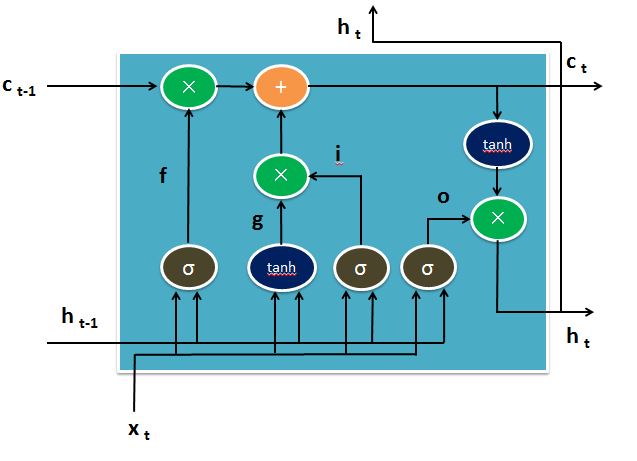 h t
c t-1
×
+
c t
tanh
f
×
i
g
o
×
σ
tanh
σ
σ
h t-1
h t
x t